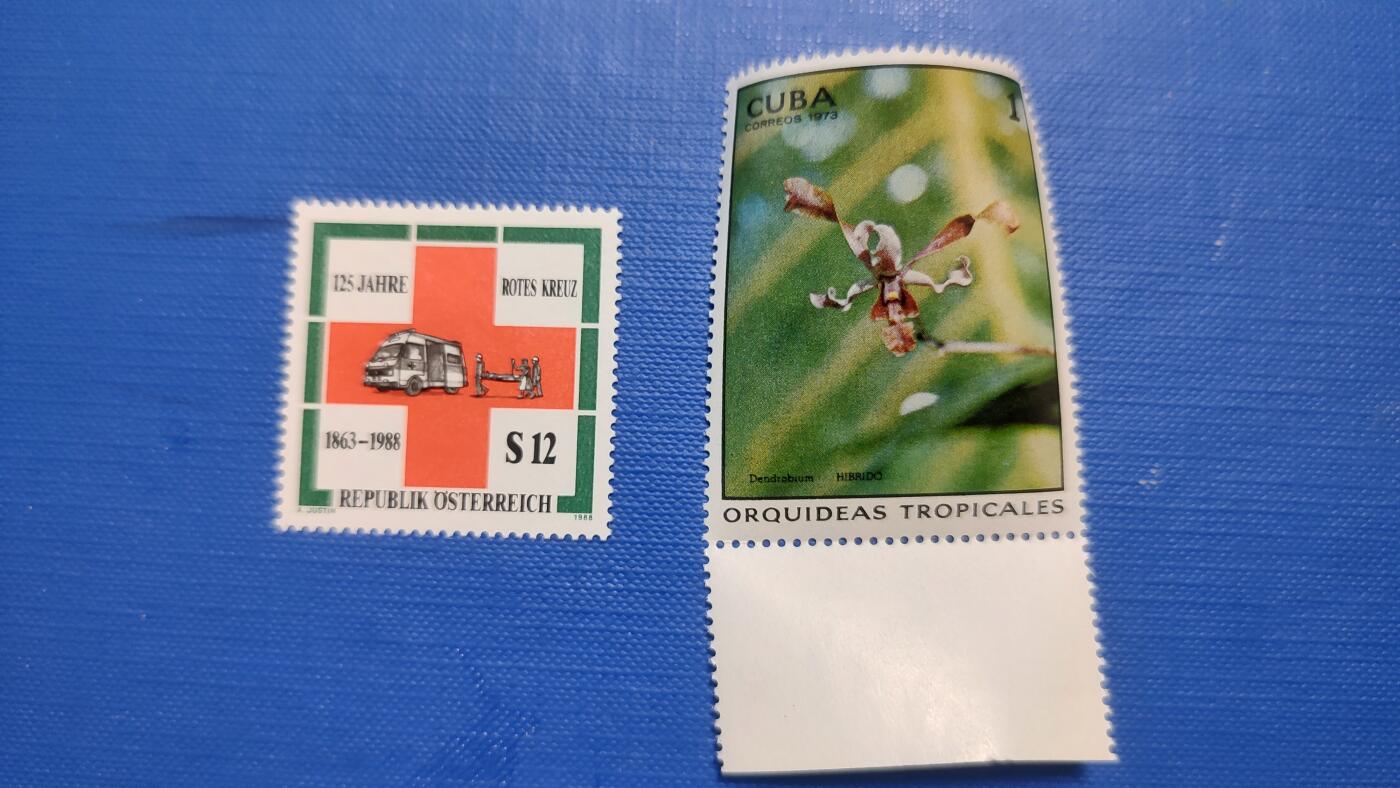 125 JAHRE
ROTES KREUZ
1863–1988
S 12
REPUBLIK ÖSTERREICH
A. JUSTIN
1988
CUBA
1
CORREOS 1973
Dendrobium HIBRIDO
ORQUIDEAS TROPICALES